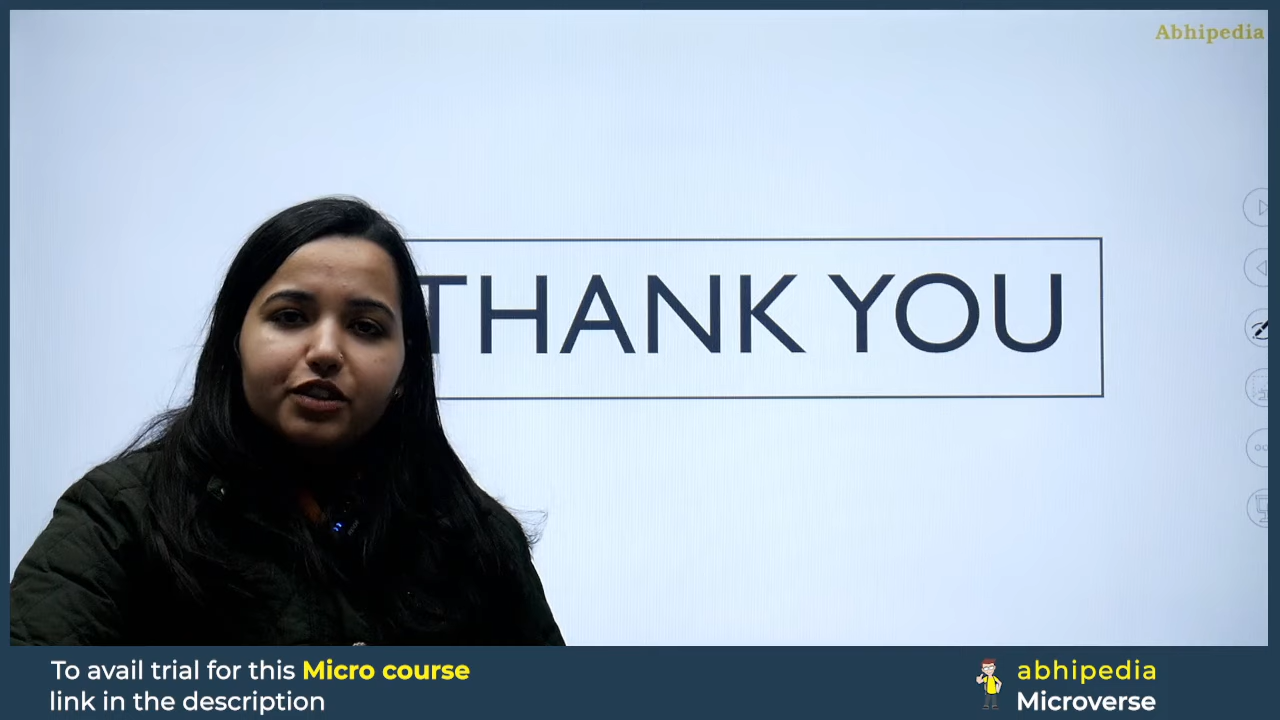 Abhipedia
THANK YOU
To avail trial for this Micro course
link in the description
abhipedia
Microverse